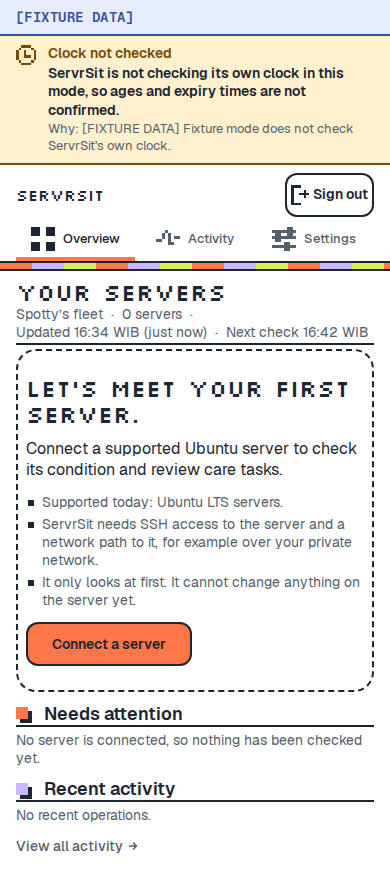 [FIXTURE DATA]
Clock not checked
ServrSit is not checking its own clock in this
mode, so ages and expiry times are not
confirmed.
Why: [FIXTURE DATA] Fixture mode does not check
ServrSit's own clock.
SERVRSIT
Sign out
Overview
Activity
Settings
YOUR SERVERS
Spotty's fleet · 0 servers ·
Updated 16:34 WIB (just now) · Next check 16:42 WIB
LET'S MEET YOUR FIRST
SERVER.
Connect a supported Ubuntu server to check
its condition and review care tasks.
Supported today: Ubuntu LTS servers.
ServrSit needs SSH access to the server and a
network path to it, for example over your private
network.
It only looks at first. It cannot change anything on
the server yet.
Connect a server
Needs attention
No server is connected, so nothing has been checked
yet.
Recent activity
No recent operations.
View all activity →